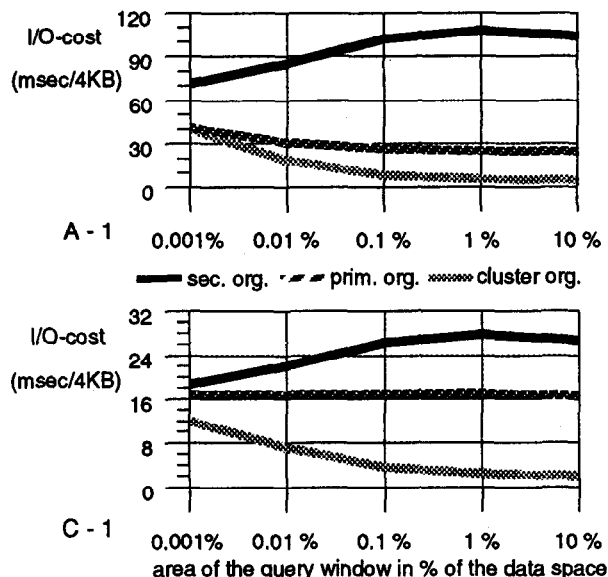 120
I/O-cost
90
(msec/4KB)
60
30
0
A - 1
0.001% 0.01 % 0.1 % 1 % 10 %
sec. org. prim. org. cluster org.
32
I/O-cost
24
(msec/4KB)
16
8
0
C - 1
0.001% 0.01 % 0.1 % 1 % 10 %
area of the query window in % of the data space